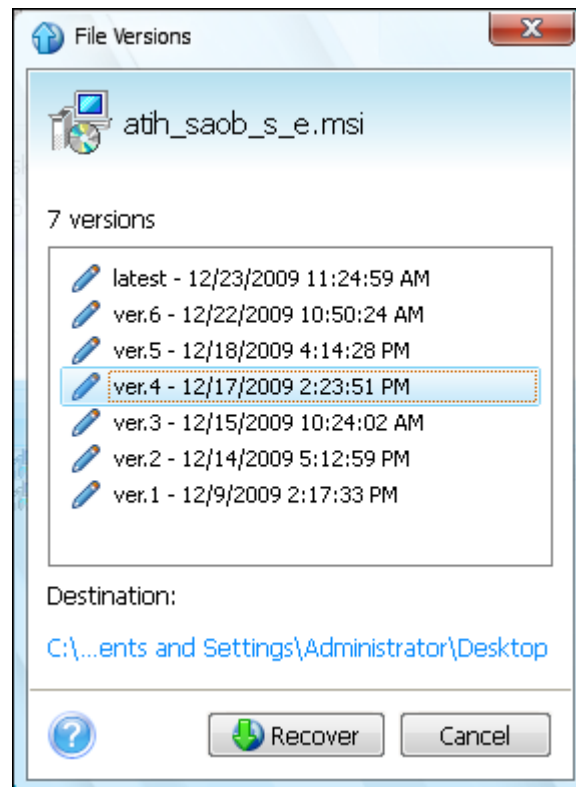 File Versions
atih_saob_s_e.msi
7 versions
latest - 12/23/2009 11:24:59 AM
ver.6 - 12/22/2009 10:50:24 AM
ver.5 - 12/18/2009 4:14:28 PM
ver.4 - 12/17/2009 2:23:51 PM
ver.3 - 12/15/2009 10:24:02 AM
ver.2 - 12/14/2009 5:12:59 PM
ver.1 - 12/9/2009 2:17:33 PM
Destination:
C:\...ents and Settings\Administrator\Desktop
? Recover Cancel